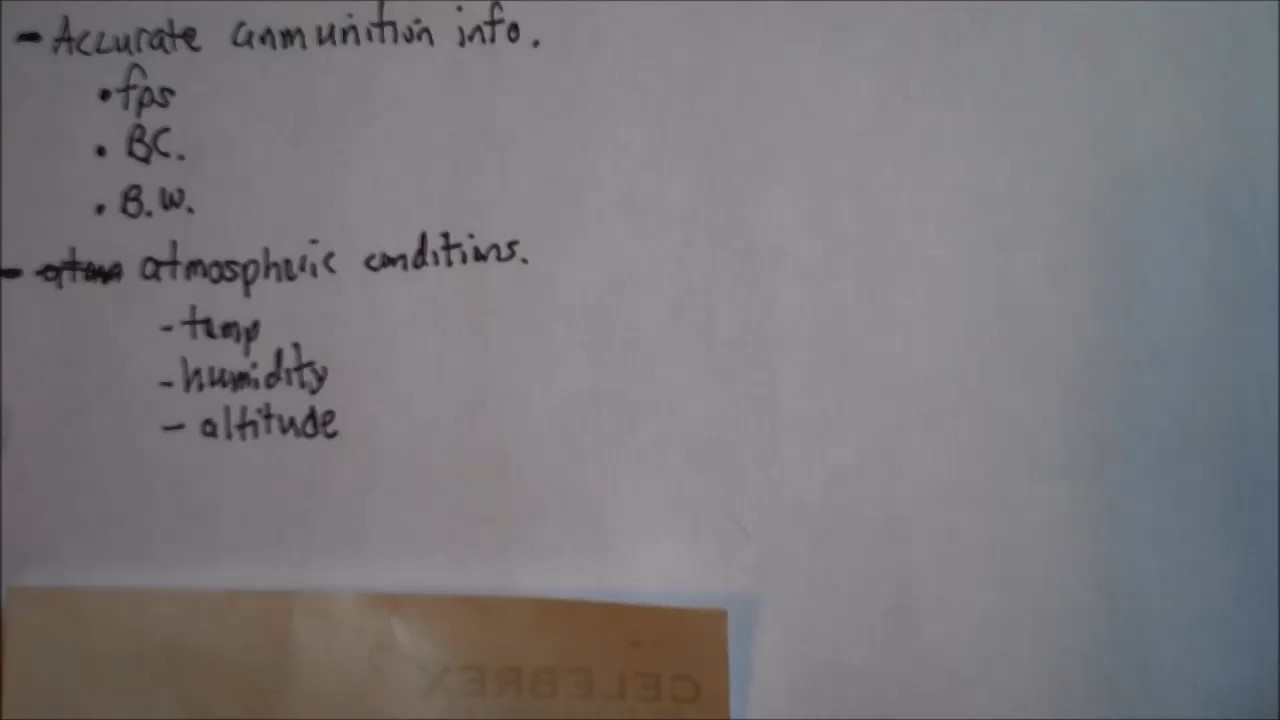 - Accurate ammunition info.
• fps
• BC.
• B.W.
- atmospheric conditions.
- temp
- humidity
- altitude
CELEBREX